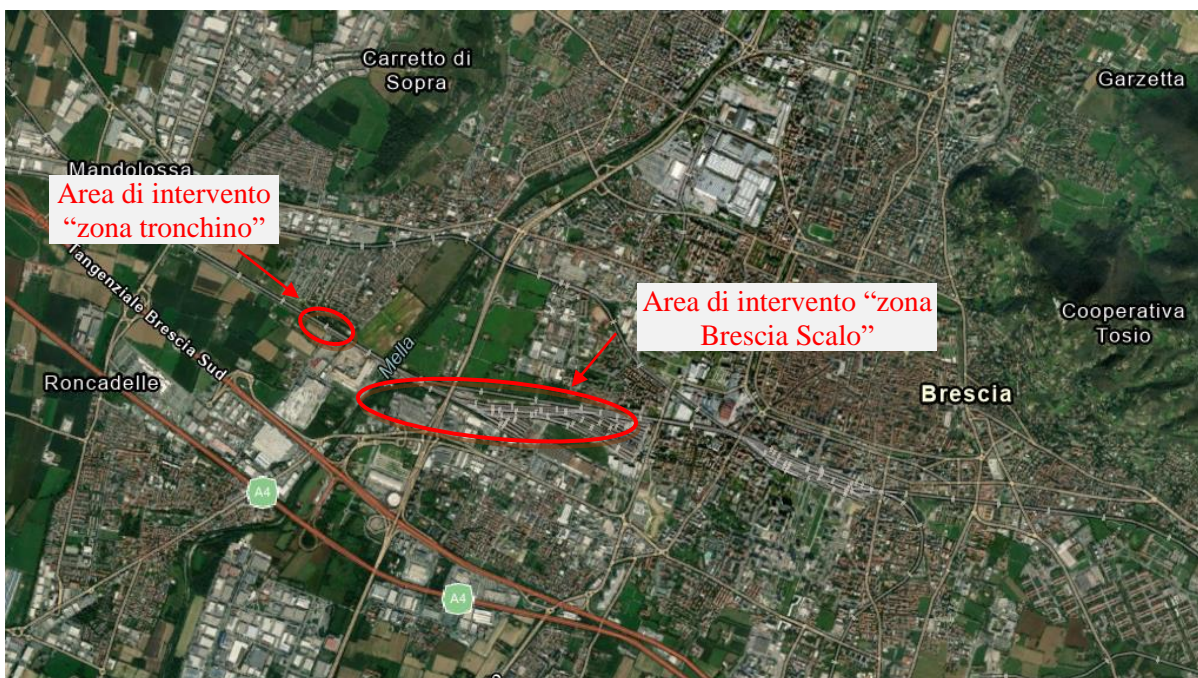 Carretto di
Sopra
Garzetta
Mandolossa
Area di intervento
“zona tronchino”
Tangenziale Brescia Sud
Area di intervento “zona
Brescia Scalo”
Cooperativa
Tosio
Mella
Roncadelle
Brescia
A4
A4